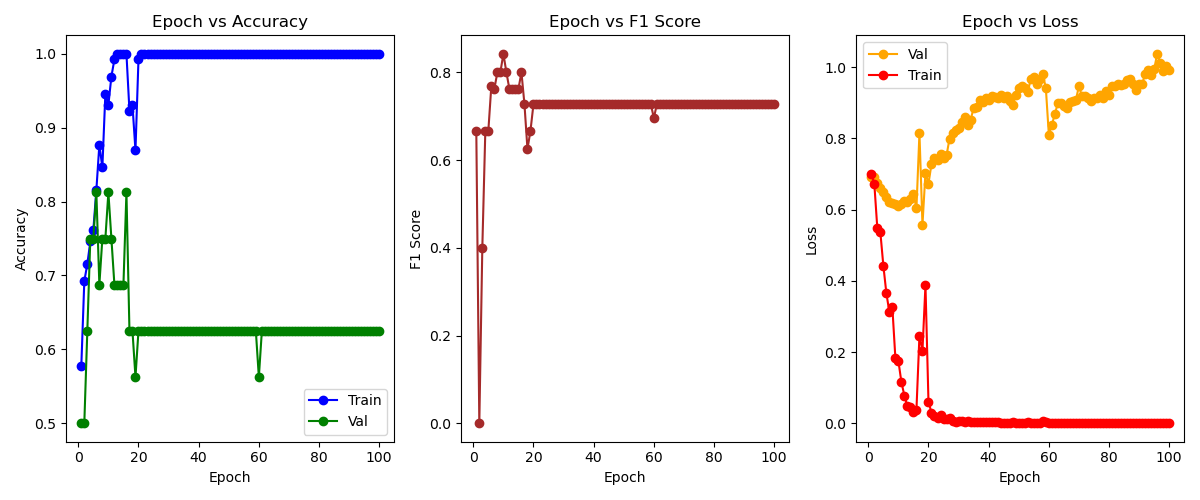 Epoch vs Accuracy
1.0
0.9
0.8
0.7
0.6
0.5
Accuracy
0 20 40 60 80 100
Epoch
Train
Val
Epoch vs F1 Score
0.8
0.6
0.4
0.2
0.0
F1 Score
0 20 40 60 80 100
Epoch
Epoch vs Loss
Val
Train
1.0
0.8
0.6
0.4
0.2
0.0
Loss
0 20 40 60 80 100
Epoch